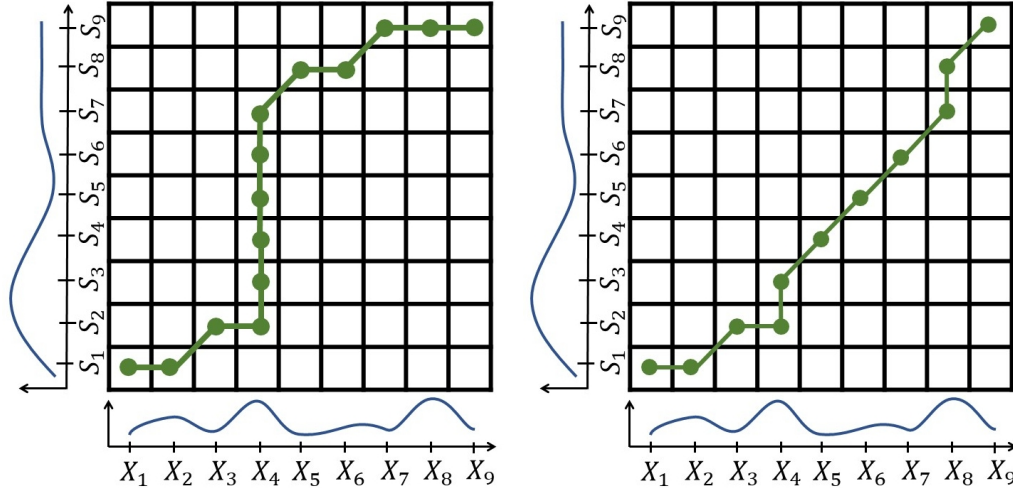 S₉
S₈
S₇
S₆
S₅
S₄
S₃
S₂
S₁
X₁ X₂ X₃ X₄ X₅ X₆ X₇ X₈ X₉
S₉
S₈
S₇
S₆
S₅
S₄
S₃
S₂
S₁
X₁ X₂ X₃ X₄ X₅ X₆ X₇ X₈ X₉